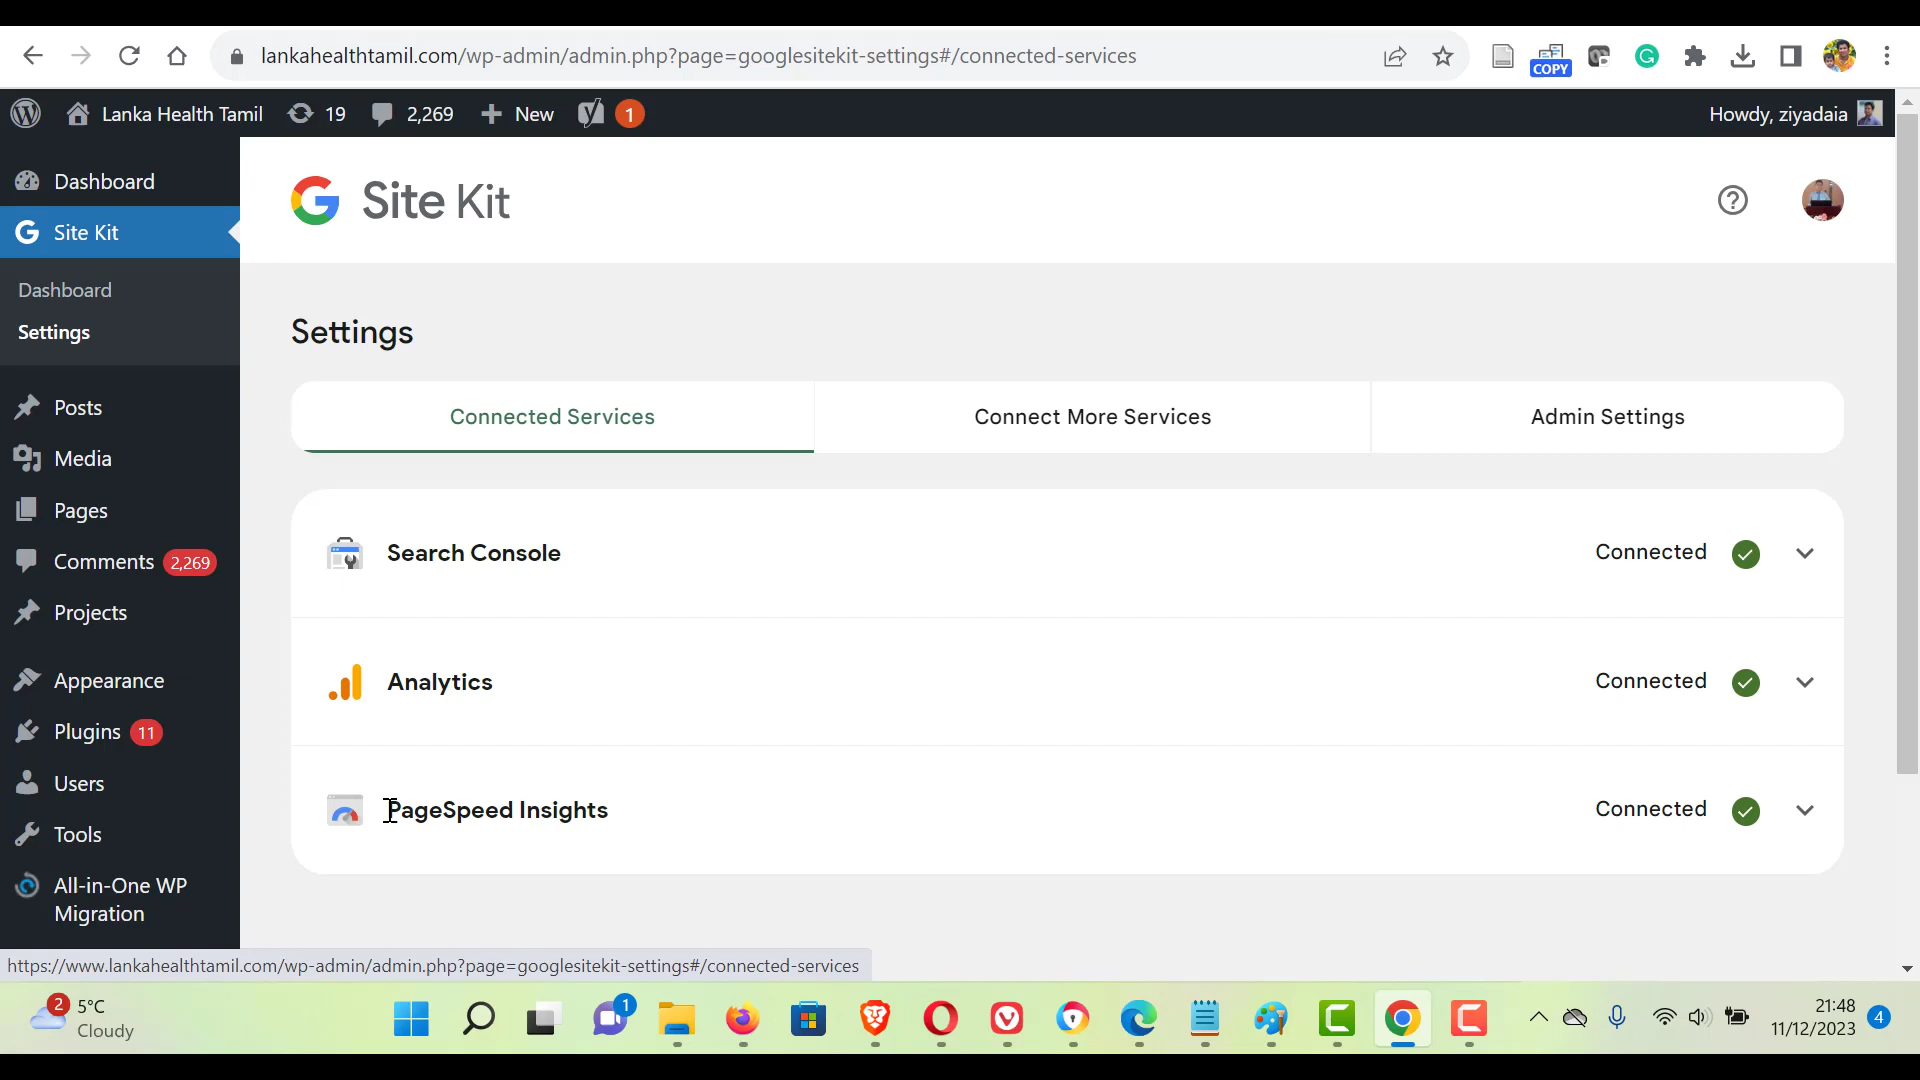 lankahealthtamil.com/wp-admin/admin.php?page=googlesitekit-settings#/connected-services
COPY
Lanka Health Tamil
19
2,269
New
1
Howdy, ziyadaia
Dashboard
Site Kit
Dashboard
Settings
Posts
Media
Pages
Comments 2,269
Projects
Appearance
Plugins 11
Users
Tools
All-in-One WP
Migration
Site Kit
Settings
Connected Services
Connect More Services
Admin Settings
Search Console
Connected
Analytics
Connected
PageSpeed Insights
Connected
https://www.lankahealthtamil.com/wp-admin/admin.php?page=googlesitekit-settings#/connected-services
2
5°C
Cloudy
1
21:48
11/12/2023
4